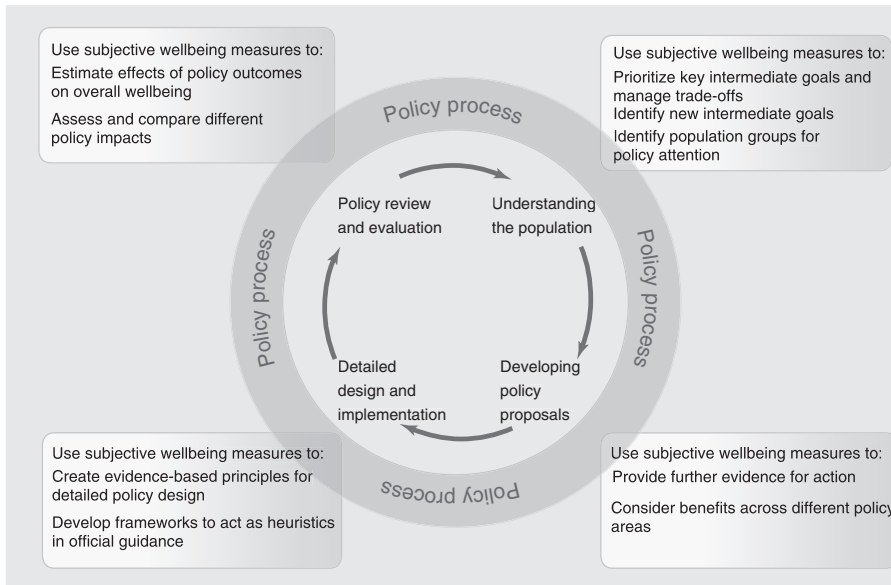 Use subjective wellbeing measures to:
Estimate effects of policy outcomes
on overall wellbeing
Assess and compare different
policy impacts
Use subjective wellbeing measures to:
Prioritize key intermediate goals and
manage trade-offs
Identify new intermediate goals
Identify population groups for
policy attention
Policy process
Policy review
and evaluation
Understanding
the population
Policy process
Policy process
Detailed
design and
implementation
Developing
policy
proposals
Policy process
Use subjective wellbeing measures to:
Create evidence-based principles for
detailed policy design
Develop frameworks to act as heuristics
in official guidance
Use subjective wellbeing measures to:
Provide further evidence for action
Consider benefits across different policy
areas